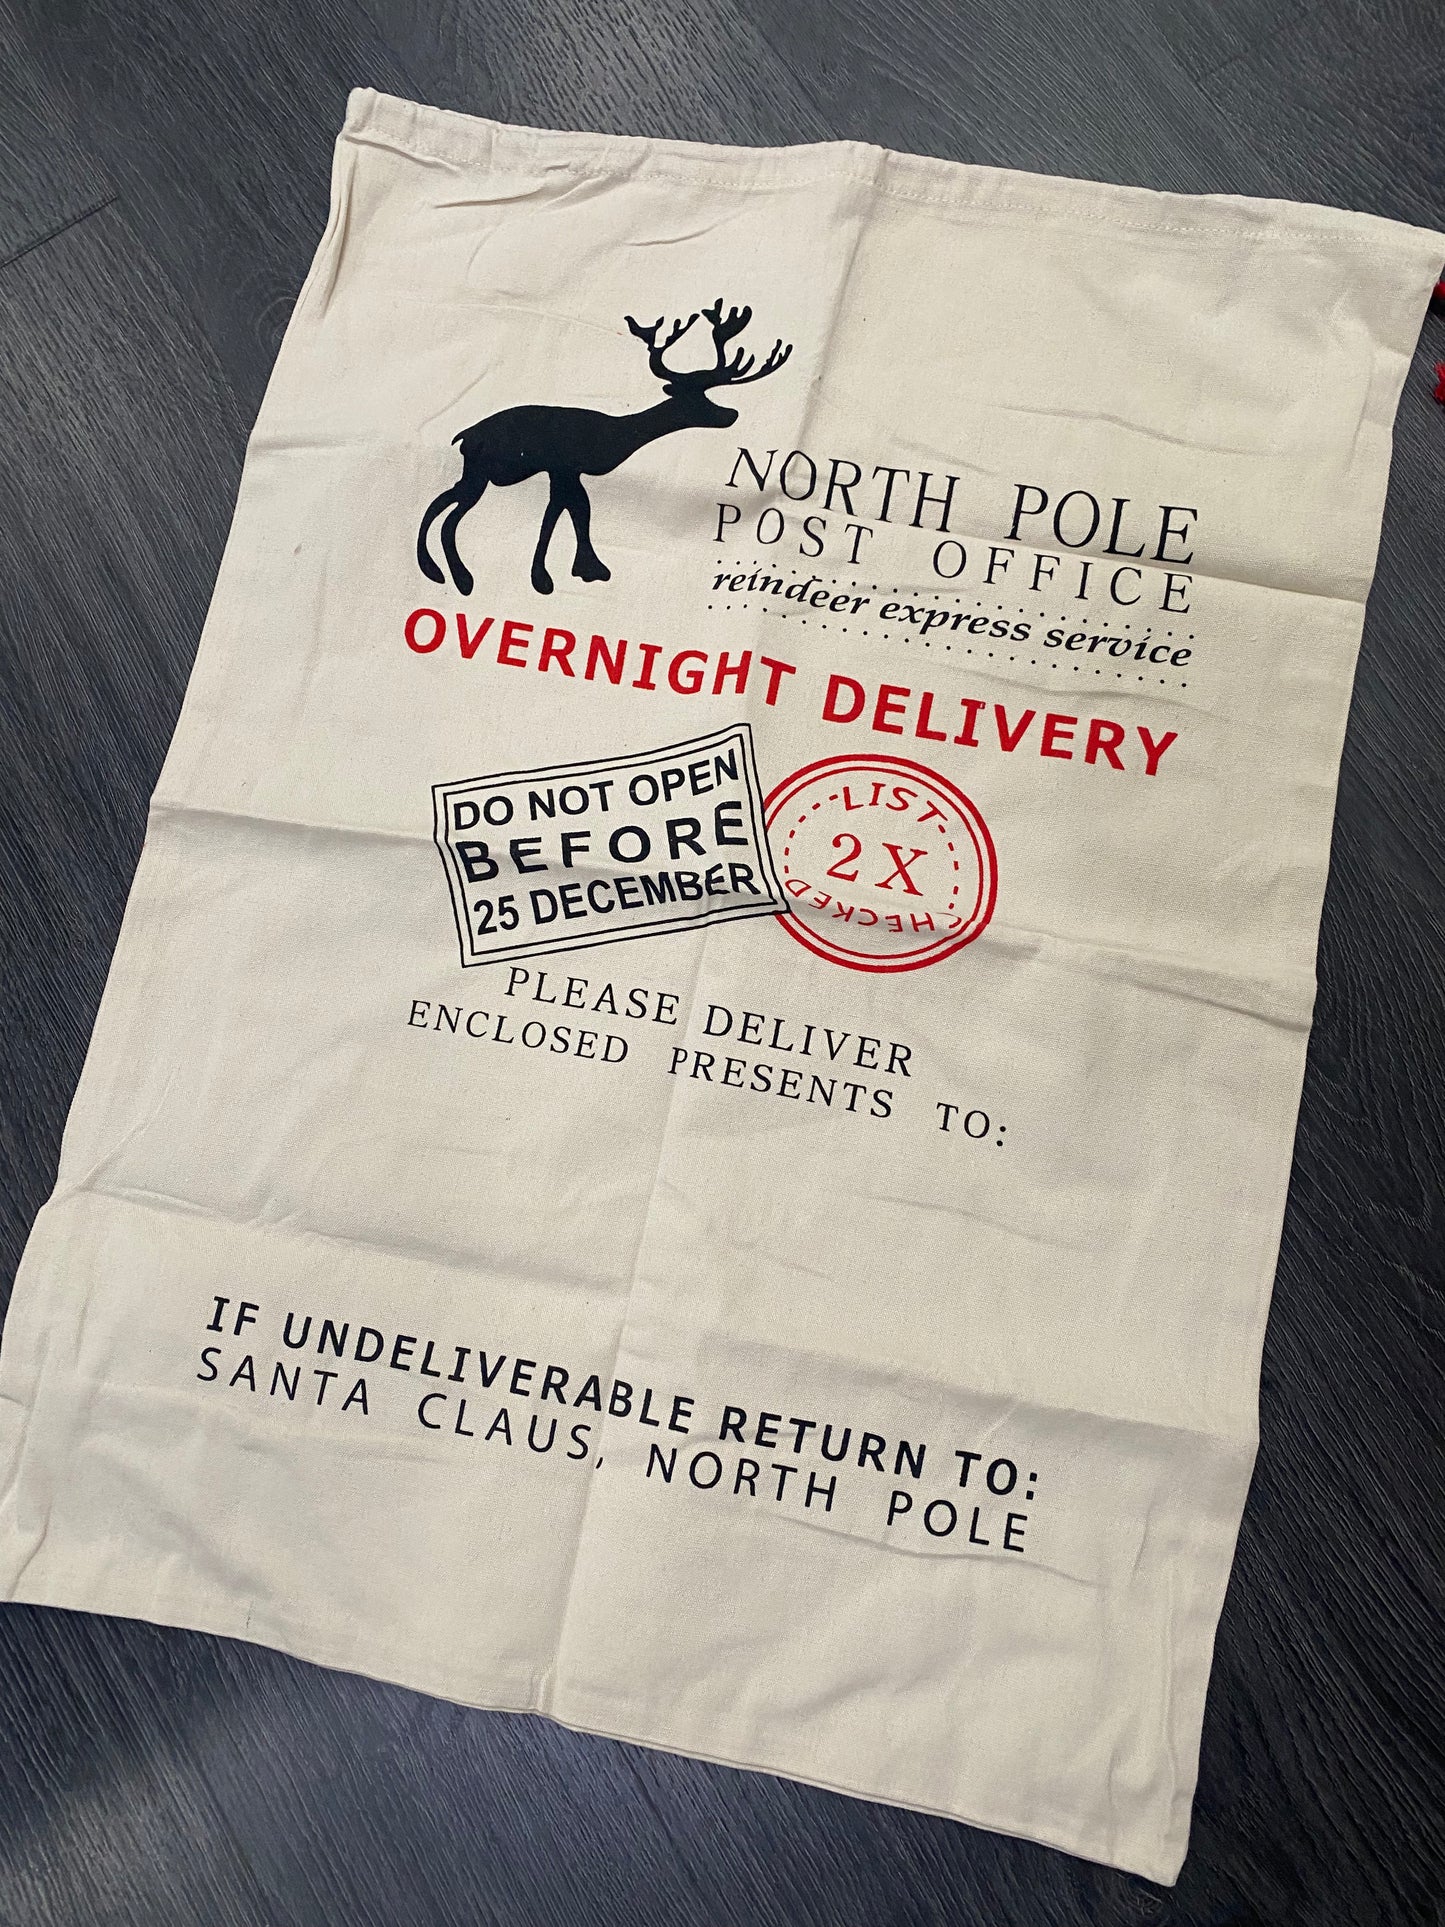 NORTH POLE
POST OFFICE
reindeer express service
OVERNIGHT DELIVERY
DO NOT OPEN
BEFORE
25 DECEMBER
LIST
2 X
CHECKED
PLEASE DELIVER
ENCLOSED PRESENTS TO:
IF UNDELIVERABLE RETURN TO:
SANTA CLAUS, NORTH POLE